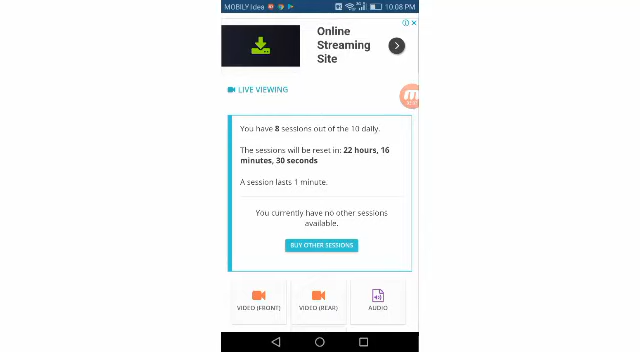 MOBILY Idea
10:08 PM
Online
Streaming
Site
LIVE VIEWING
You have 8 sessions out of the 10 daily.
The sessions will be reset in: 22 hours, 16
minutes, 30 seconds
A session lasts 1 minute.
You currently have no other sessions
available.
BUY OTHER SESSIONS
VIDEO (FRONT)
VIDEO (REAR)
AUDIO